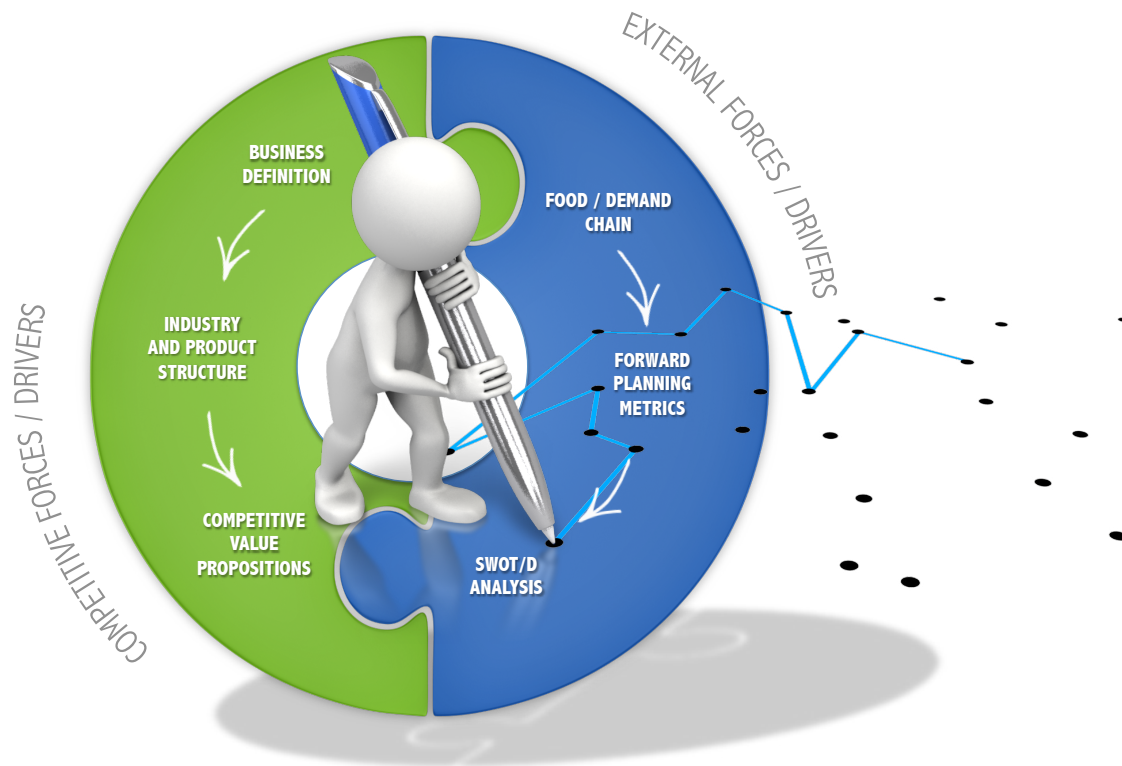 EXTERNAL FORCES / DRIVERS
COMPETITIVE FORCES / DRIVERS
BUSINESS
DEFINITION
INDUSTRY
AND PRODUCT
STRUCTURE
COMPETITIVE
VALUE
PROPOSITIONS
FOOD / DEMAND
CHAIN
FORWARD
PLANNING
METRICS
SWOT/D
ANALYSIS